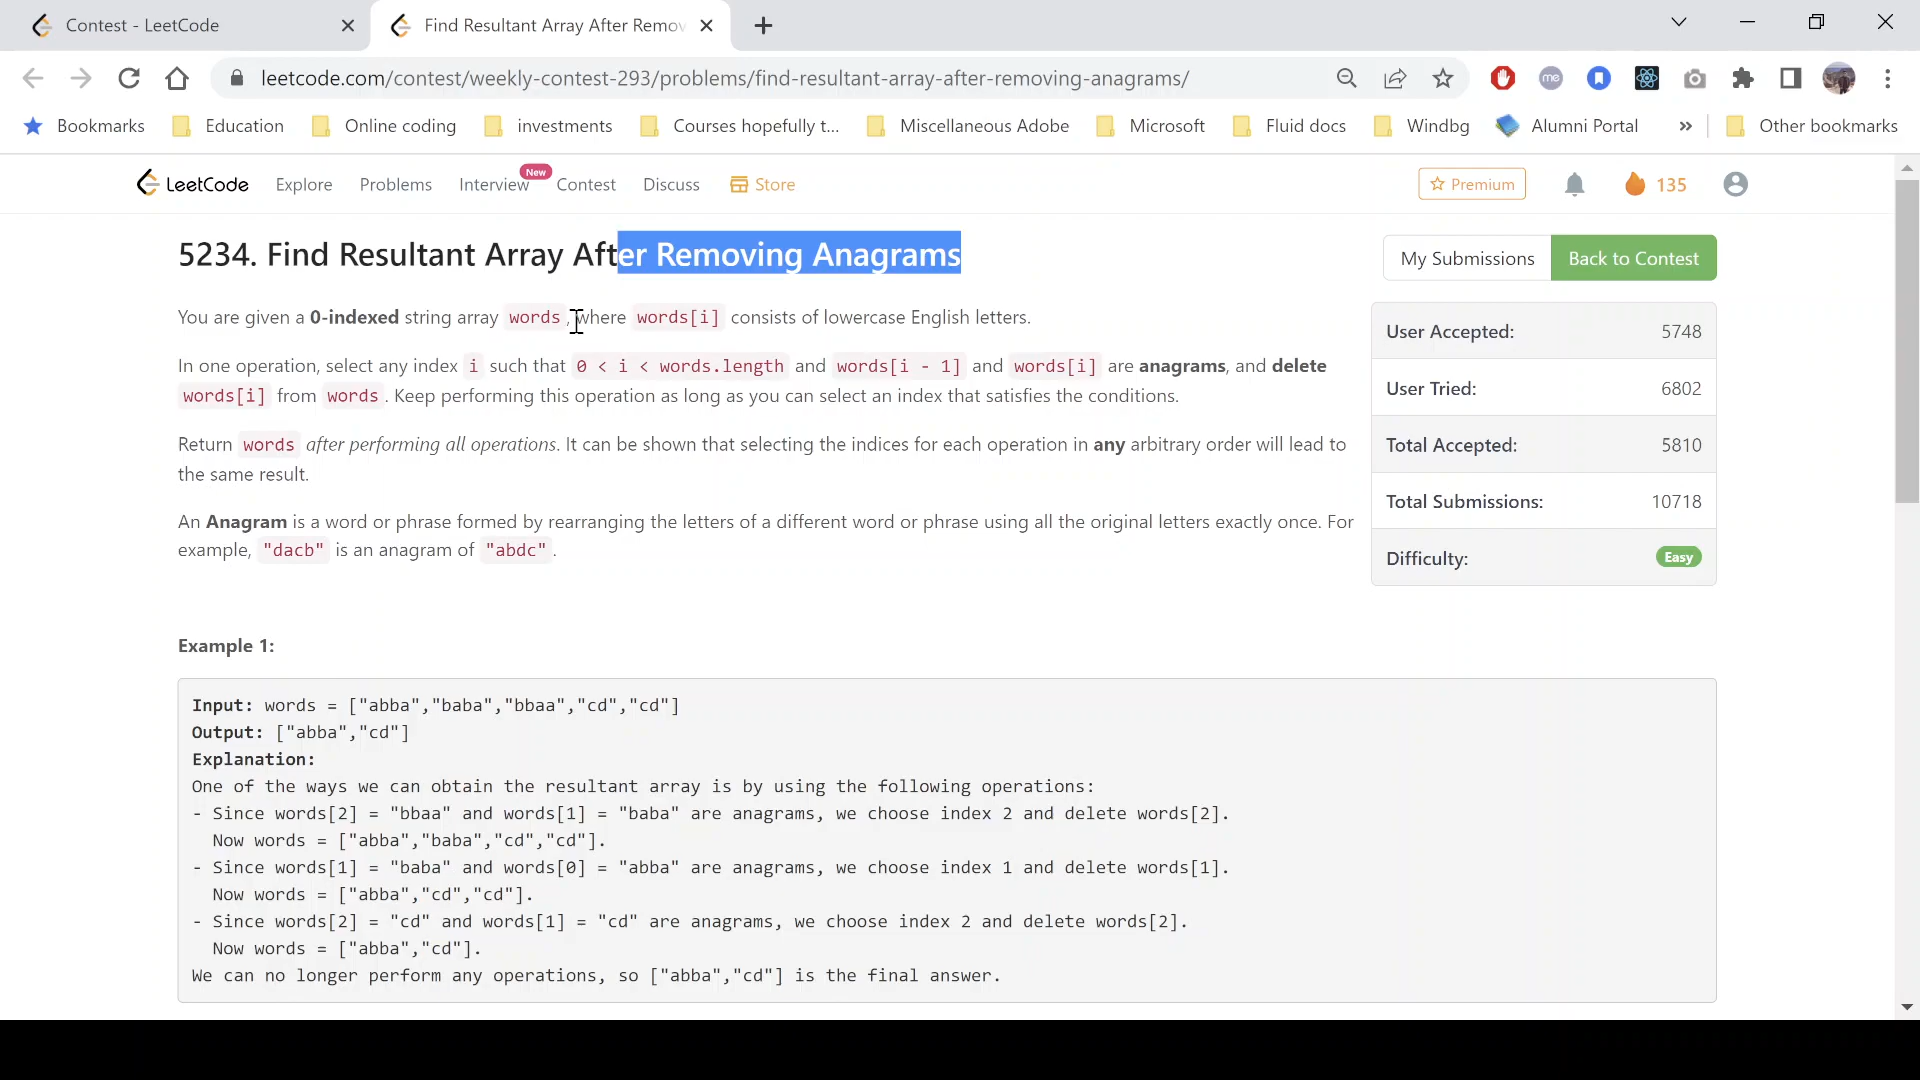 Contest - LeetCode
Find Resultant Array After Remov
leetcode.com/contest/weekly-contest-293/problems/find-resultant-array-after-removing-anagrams/
me
Bookmarks Education Online coding investments Courses hopefully t... Miscellaneous Adobe Microsoft Fluid docs Windbg Alumni Portal » Other bookmarks
LeetCode Explore Problems Interview New Contest Discuss Store Premium 135
5234. Find Resultant Array After Removing Anagrams
My Submissions Back to Contest
You are given a 0-indexed string array words, where words[i] consists of lowercase English letters.
In one operation, select any index i such that 0 < i < words.length and words[i - 1] and words[i] are anagrams, and delete
words[i] from words. Keep performing this operation as long as you can select an index that satisfies the conditions.
Return words after performing all operations. It can be shown that selecting the indices for each operation in any arbitrary order will lead to
the same result.
An Anagram is a word or phrase formed by rearranging the letters of a different word or phrase using all the original letters exactly once. For
example, "dacb" is an anagram of "abdc".
User Accepted: 5748
User Tried: 6802
Total Accepted: 5810
Total Submissions: 10718
Difficulty: Easy
Example 1:
Input: words = ["abba","baba","bbaa","cd","cd"]
Output: ["abba","cd"]
Explanation:
One of the ways we can obtain the resultant array is by using the following operations:
- Since words[2] = "bbaa" and words[1] = "baba" are anagrams, we choose index 2 and delete words[2].
Now words = ["abba","baba","cd","cd"].
- Since words[1] = "baba" and words[0] = "abba" are anagrams, we choose index 1 and delete words[1].
Now words = ["abba","cd","cd"].
- Since words[2] = "cd" and words[1] = "cd" are anagrams, we choose index 2 and delete words[2].
Now words = ["abba","cd"].
We can no longer perform any operations, so ["abba","cd"] is the final answer.